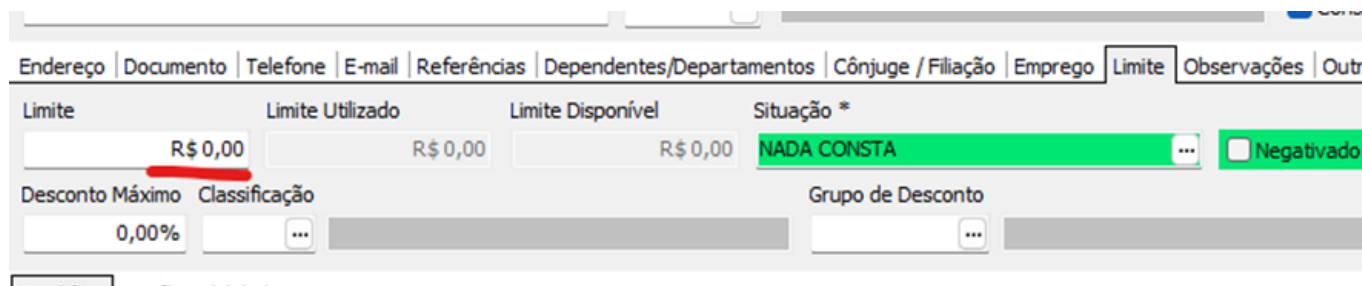 Endereço Documento Telefone E-mail Referências Dependentes/Departamentos Cônjuge / Filiação Emprego Limite Observações Outr
Limite Limite Utilizado Limite Disponível Situação *
R$ 0,00 R$ 0,00 R$ 0,00 NADA CONSTA ... Negativado
Desconto Máximo Classificação Grupo de Desconto
0,00% ... ...